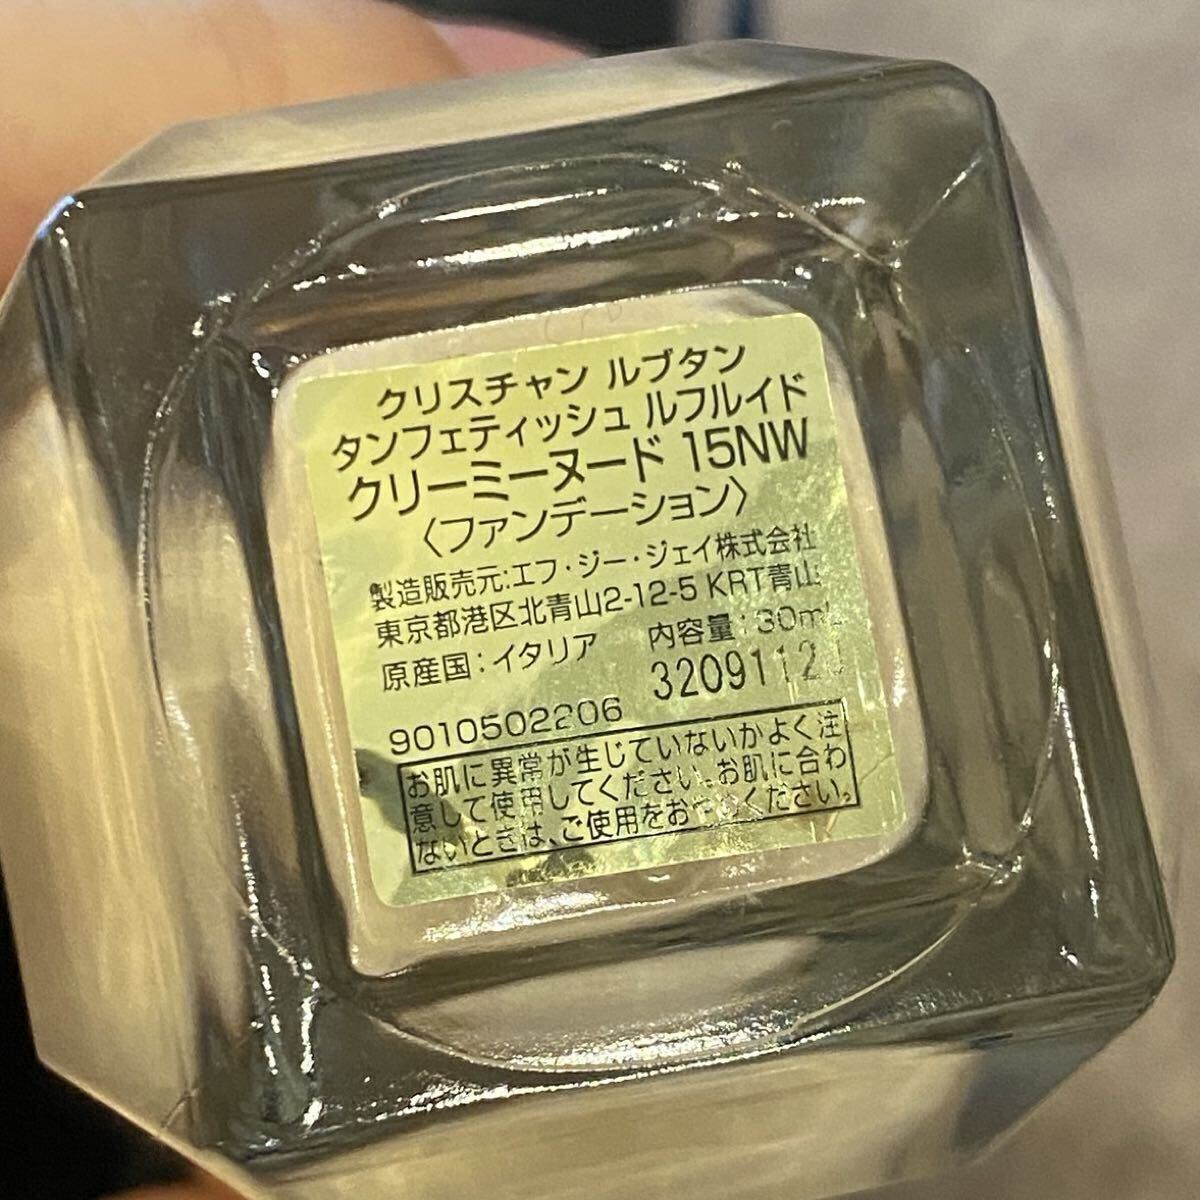 クリスチャン ルブタン
タンフェティッシュ ルフルイド
クリーミーヌード 15NW
〈ファンデーション〉
製造販売元:エフ・ジー・ジェイ株式会社
東京都港区北青山2-12-5 KRT青山
原産国:イタリア 内容量:30mL
32091120
9010502206
お肌に異常が生じていないかよく注
意して使用してください。お肌に合わ
ないときは、ご使用をおやめください。